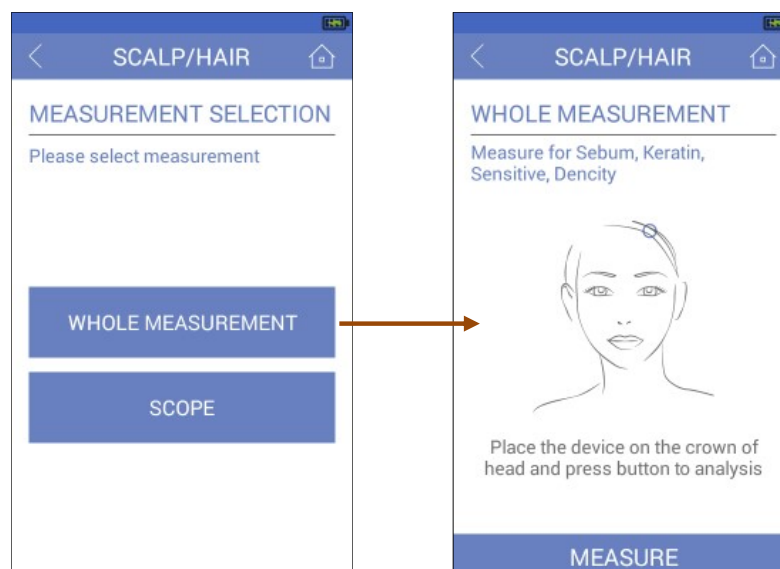 SCALP/HAIR
MEASUREMENT SELECTION
Please select measurement
WHOLE MEASUREMENT
SCOPE
SCALP/HAIR
WHOLE MEASUREMENT
Measure for Sebum, Keratin,
Sensitive, Dencity
Place the device on the crown of
head and press button to analysis
MEASURE